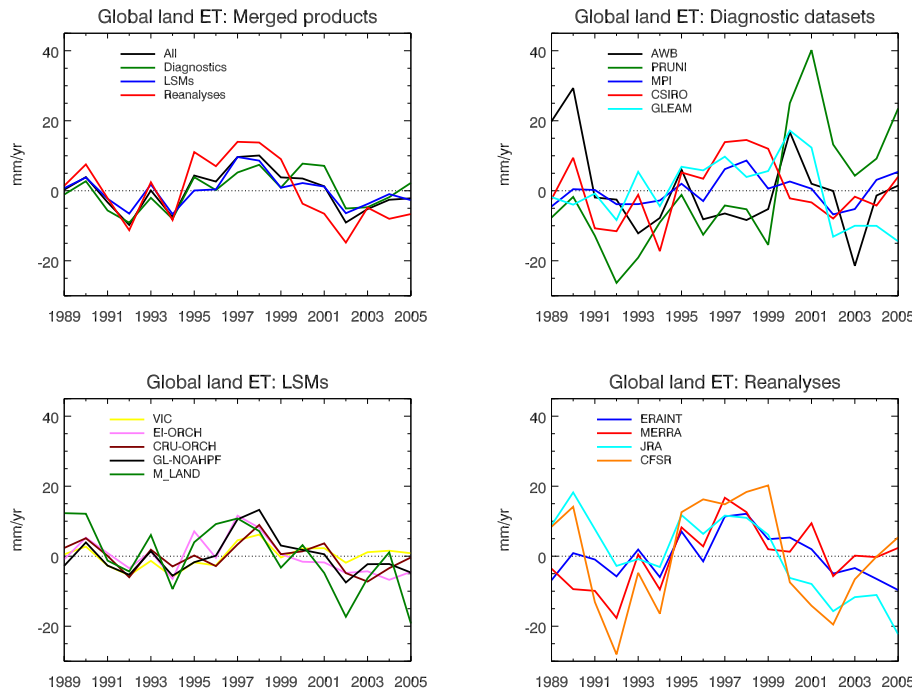 Global land ET: Merged products
mm/yr
40
20
0
-20
All
Diagnostics
LSMs
Reanalyses
1989 1991 1993 1995 1997 1999 2001 2003 2005
Global land ET: Diagnostic datasets
mm/yr
40
20
0
-20
AWB
PRUNI
MPI
CSIRO
GLEAM
1989 1991 1993 1995 1997 1999 2001 2003 2005
Global land ET: LSMs
mm/yr
40
20
0
-20
VIC
EI-ORCH
CRU-ORCH
GL-NOAHPF
M_LAND
1989 1991 1993 1995 1997 1999 2001 2003 2005
Global land ET: Reanalyses
mm/yr
40
20
0
-20
ERAINT
MERRA
JRA
CFSR
1989 1991 1993 1995 1997 1999 2001 2003 2005